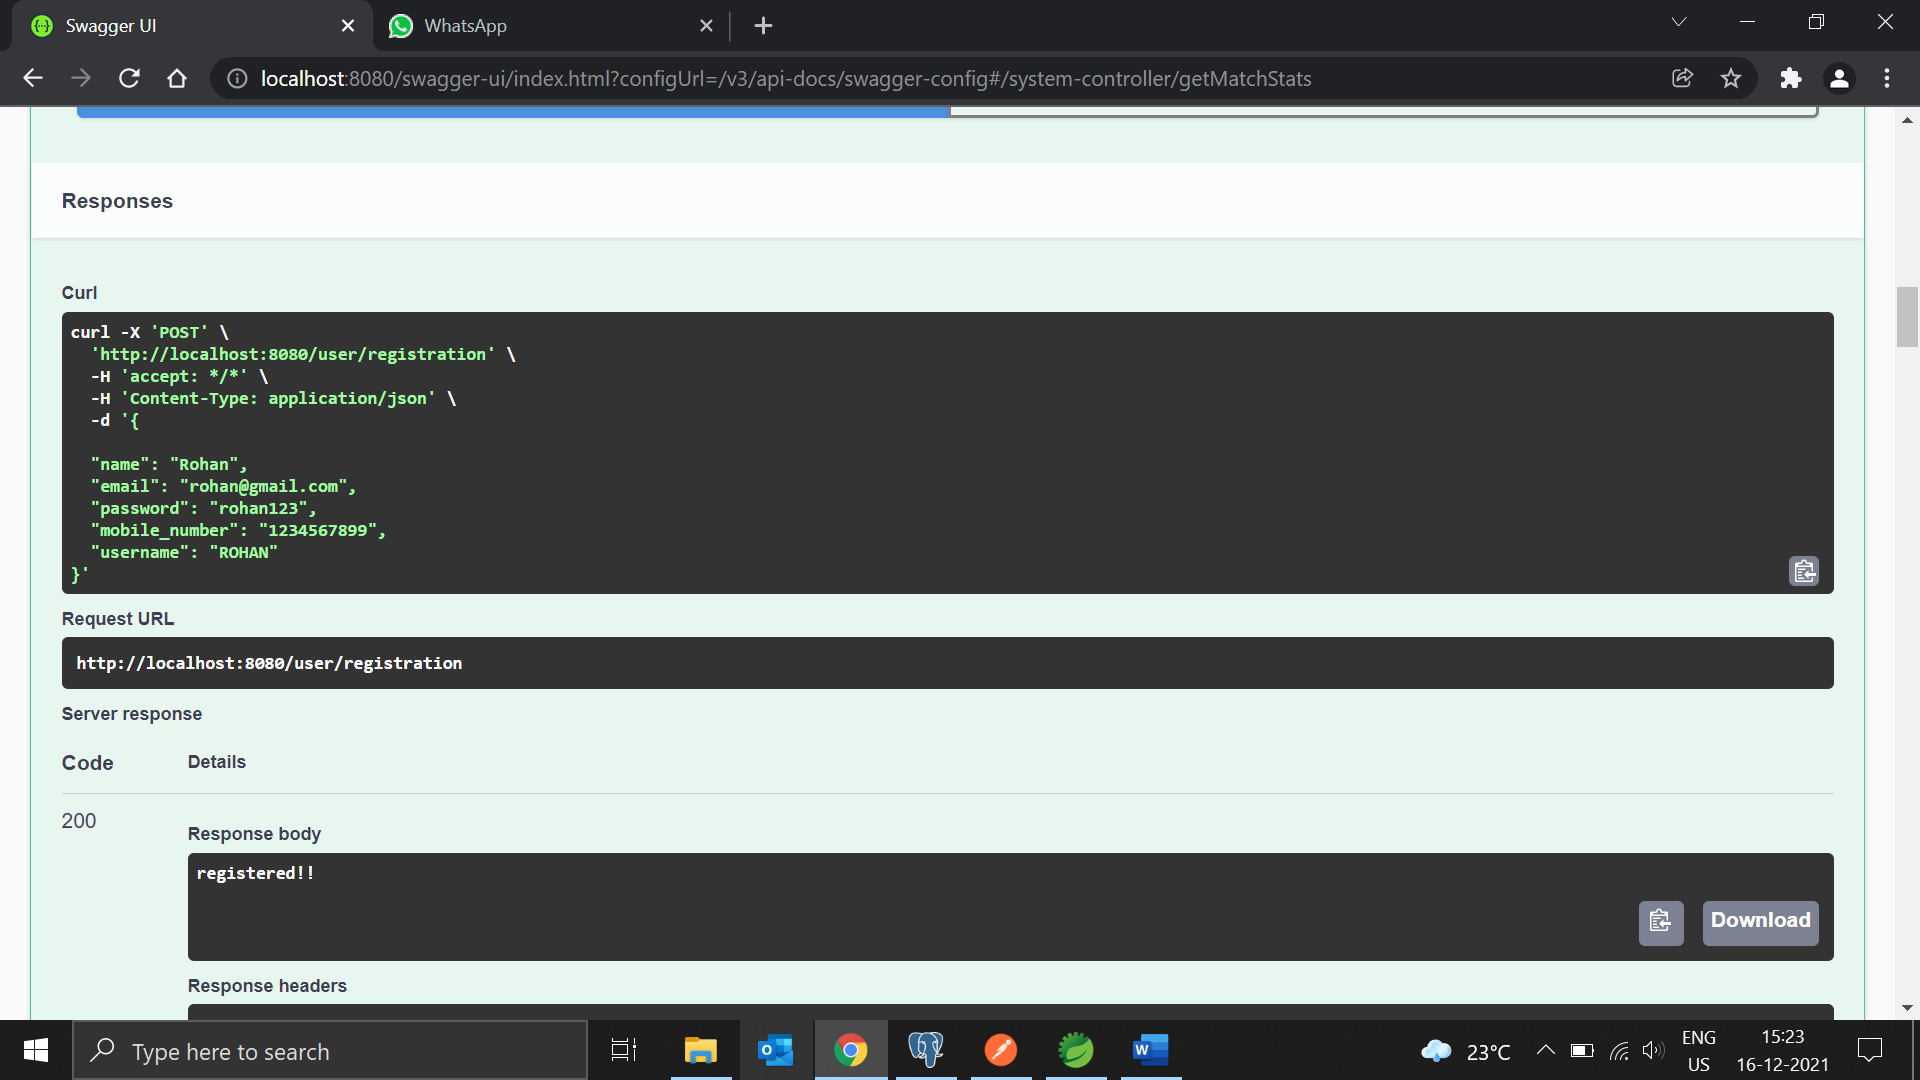 Swagger UI
WhatsApp
localhost:8080/swagger-ui/index.html?configUrl=/v3/api-docs/swagger-config#/system-controller/getMatchStats
Responses
Curl
curl -X 'POST' \
'http://localhost:8080/user/registration' \
-H 'accept: */*' \
-H 'Content-Type: application/json' \
-d '{
"name": "Rohan",
"email": "rohan@gmail.com",
"password": "rohan123",
"mobile_number": "1234567899",
"username": "ROHAN"
}'
Request URL
http://localhost:8080/user/registration
Server response
Code Details
200
Response body
registered!!
Download
Response headers
Type here to search
23°C
ENG
US
15:23
16-12-2021